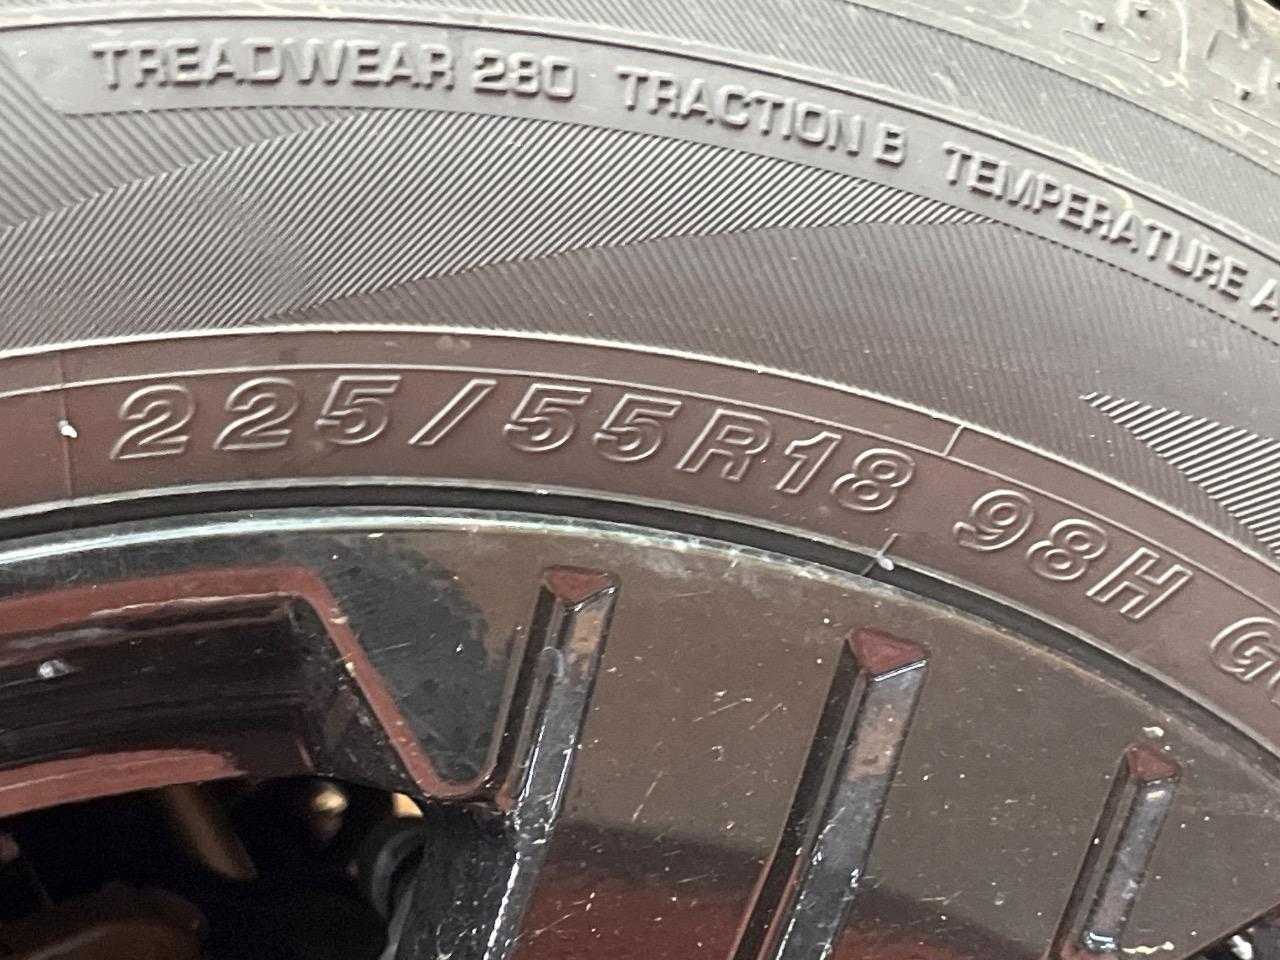 TREADWEAR 280 TRACTION B TEMPERATURE A
225/55R18 98H